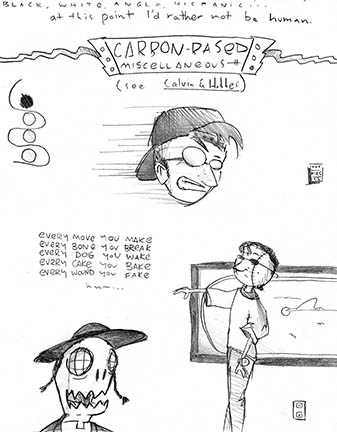 BLACK, WHITE, ANGLO, HISPANIC...
at this point I'd rather not be human.
CARBON-BASED
MISCELLANEOUS
(see Calvin & Hobbes)
EVERY MOVE YOU MAKE
EVERY BONE YOU BREAK
EVERY DOG YOU WAKE
EVERY CAKE YOU BAKE
EVERY WOUND YOU FAKE
hum...